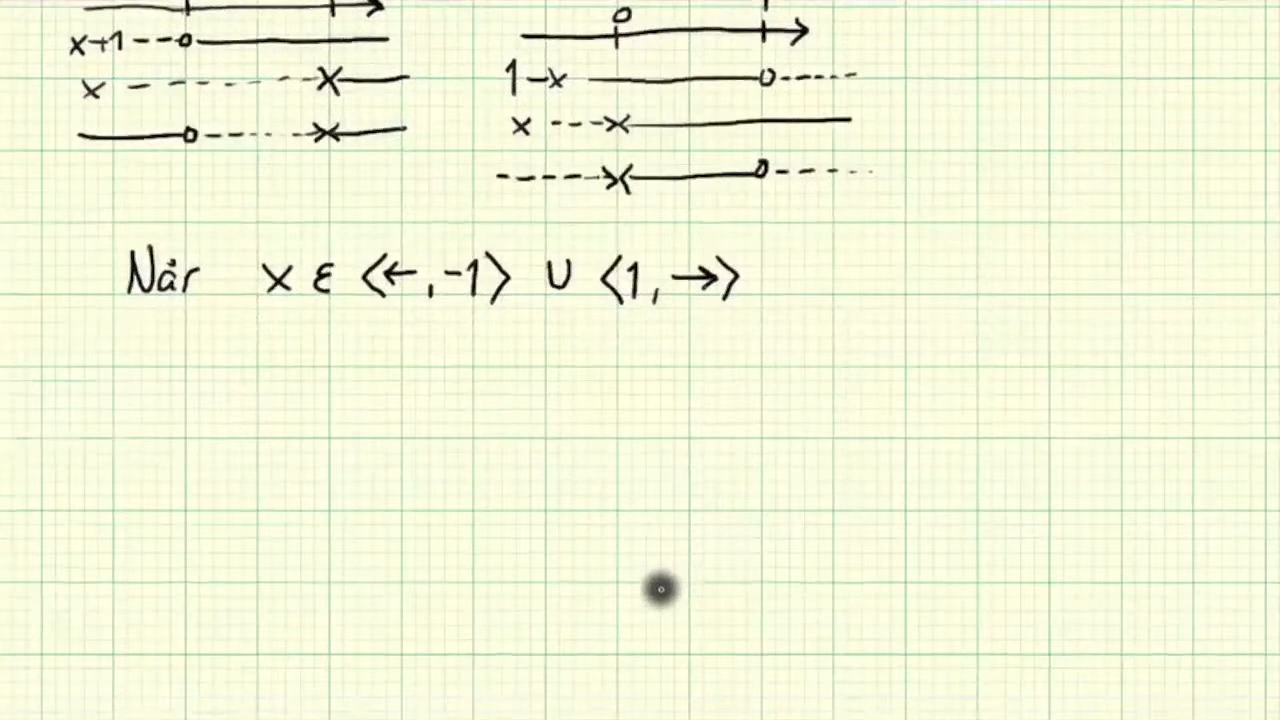 x+1
x
0
1-x
x
Når x ε ⟨←, -1⟩ ∪ ⟨1, →⟩